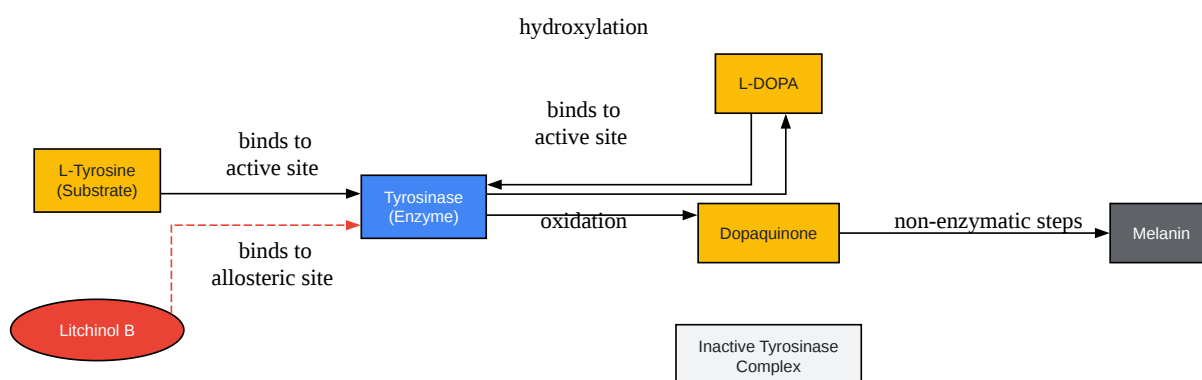 hydroxylation
L-DOPA
binds to
active site
binds to
active site
L-Tyrosine
(Substrate)
Tyrosinase
(Enzyme)
oxidation
Dopaquinone
non-enzymatic steps
Melanin
binds to
allosteric site
Litchinol B
Inactive Tyrosinase
Complex